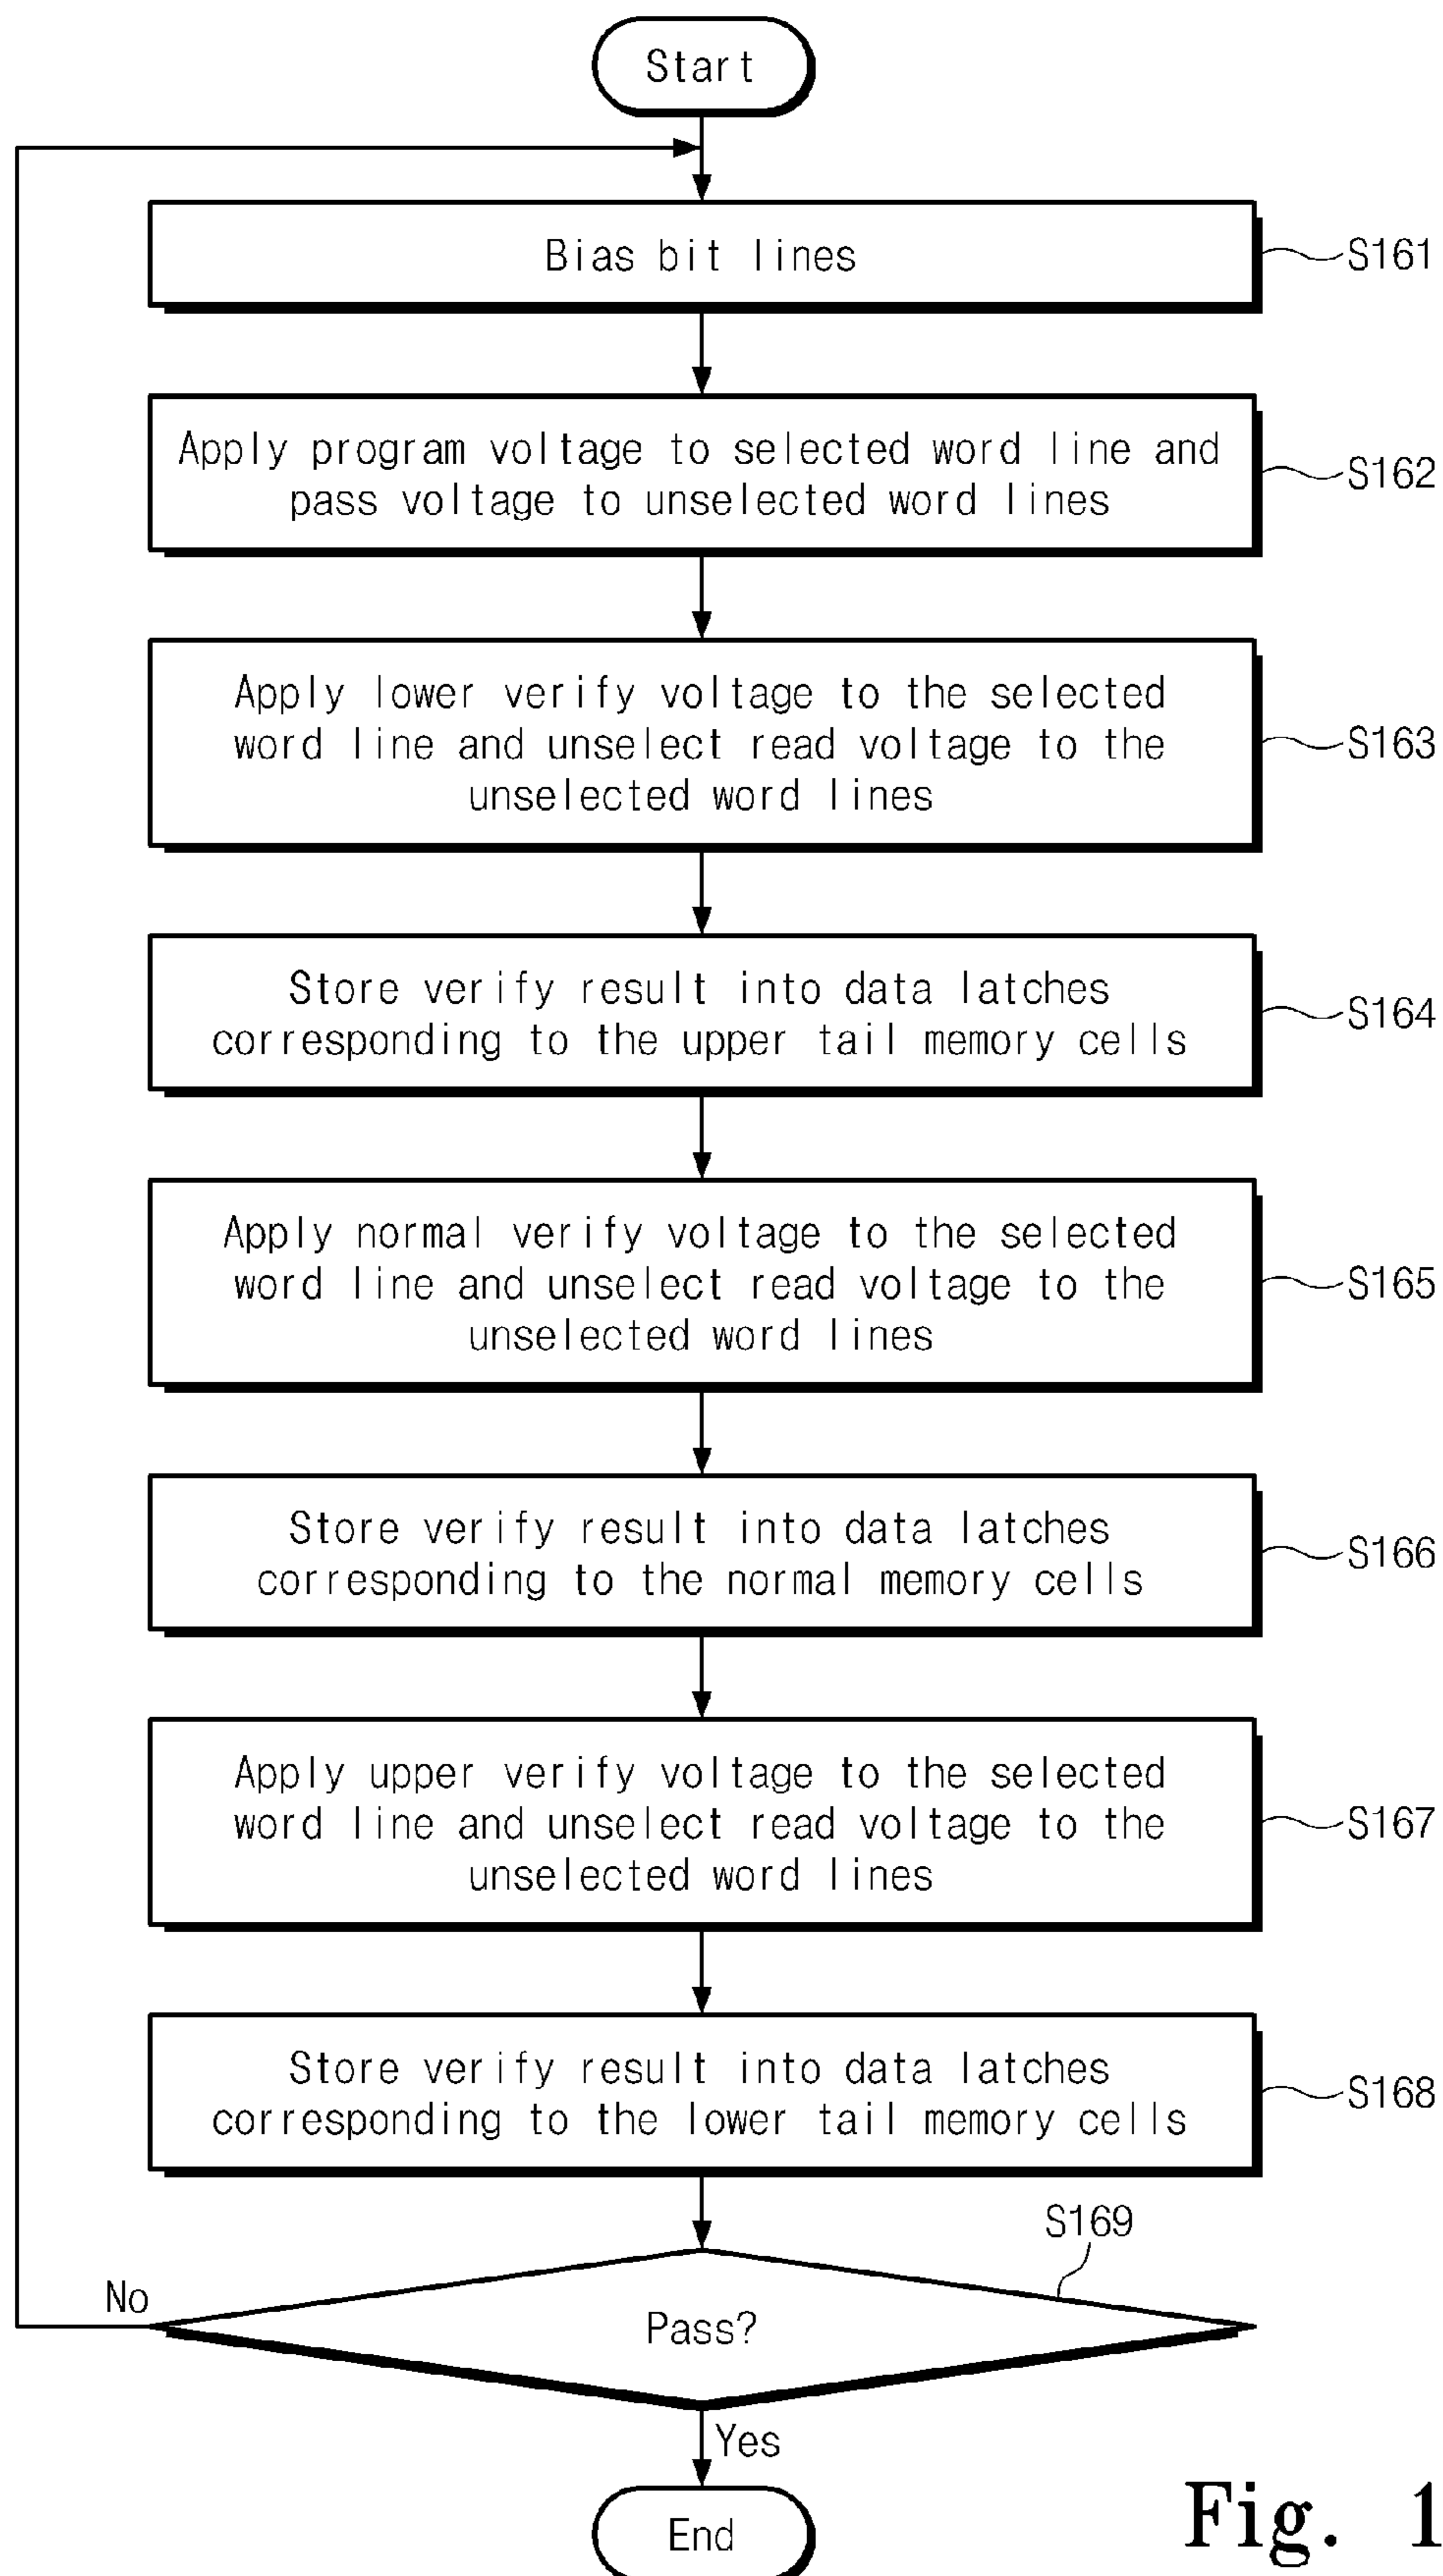 Start
Bias bit lines
S161
Apply program voltage to selected word line and
pass voltage to unselected word lines
S162
Apply lower verify voltage to the selected
word line and unselect read voltage to the
unselected word lines
S163
Store verify result into data latches
corresponding to the upper tail memory cells
S164
Apply normal verify voltage to the selected
word line and unselect read voltage to the
unselected word lines
S165
Store verify result into data latches
corresponding to the normal memory cells
S166
Apply upper verify voltage to the selected
word line and unselect read voltage to the
unselected word lines
S167
Store verify result into data latches
corresponding to the lower tail memory cells
S168
S169
No
Pass?
Yes
End
Fig. 1